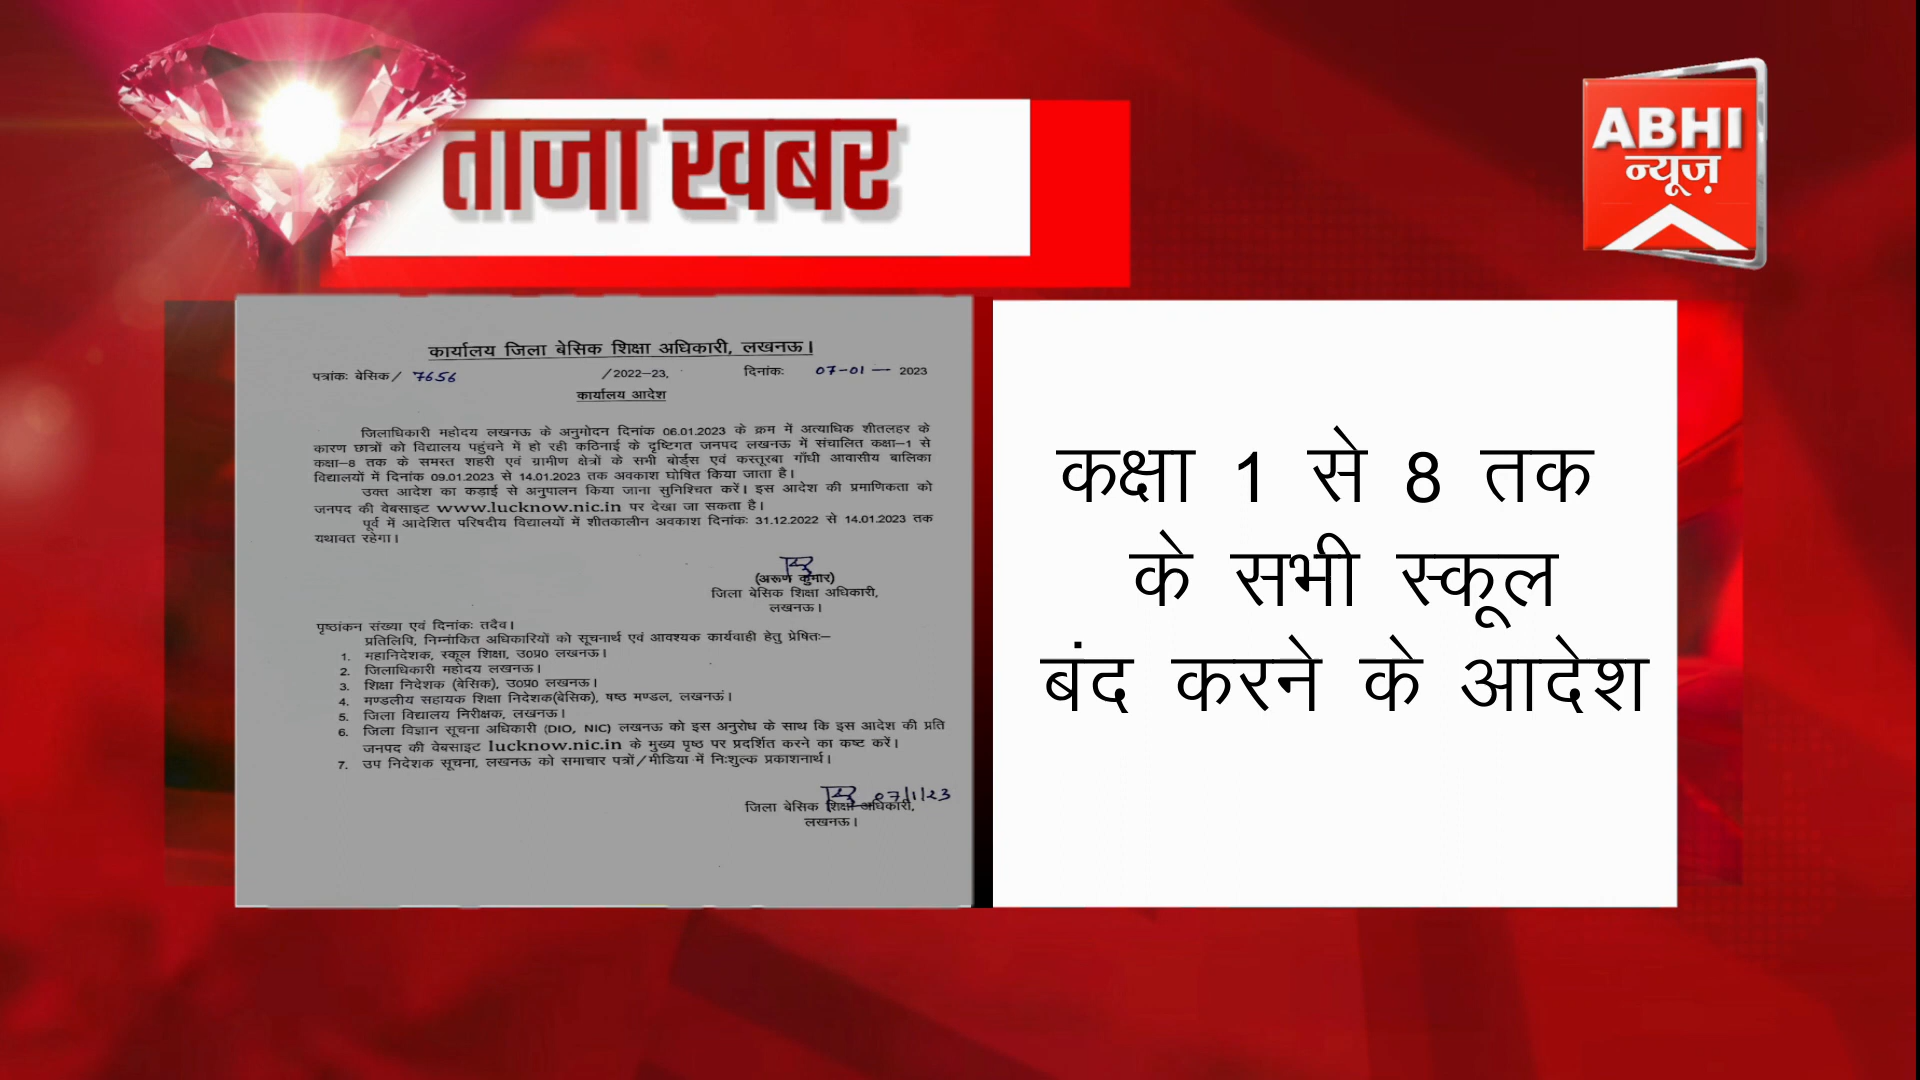 ताजा खबर
ABHI
न्यूज़
कार्यालय जिला बेसिक शिक्षा अधिकारी, लखनऊ।
पत्रांकः बेसिक/ 7656 /2022–23, दिनांकः 07-01- 2023
कार्यालय आदेश
जिलाधिकारी महोदय लखनऊ के अनुमोदन दिनांक 06.01.2023 के क्रम में अत्याधिक शीतलहर के
कारण छात्रों को विद्यालय पहुंचने में हो रही कठिनाई के दृष्टिगत जनपद लखनऊ में संचालित कक्षा–1 से
कक्षा–8 तक के समस्त शहरी एवं ग्रामीण क्षेत्रों के सभी बोर्ड्स एवं कस्तूरबा गाँधी आवासीय बालिका
विद्यालयों में दिनांक 09.01.2023 से 14.01.2023 तक अवकाश घोषित किया जाता है।
उक्त आदेश का कड़ाई से अनुपालन किया जाना सुनिश्चित करें। इस आदेश की प्रमाणिकता को
जनपद की वेबसाइट www.lucknow.nic.in पर देखा जा सकता है।
पूर्व में आदेशित परिषदीय विद्यालयों में शीतकालीन अवकाश दिनांकः 31.12.2022 से 14.01.2023 तक
यथावत रहेगा।
(अरुण कुमार)
जिला बेसिक शिक्षा अधिकारी,
लखनऊ।
पृष्ठांकन संख्या एवं दिनांकः तदैव।
प्रतिलिपि, निम्नांकित अधिकारियों को सूचनार्थ एवं आवश्यक कार्यवाही हेतु प्रेषितः–
1. महानिदेशक, स्कूल शिक्षा, उ0प्र0 लखनऊ।
2. जिलाधिकारी महोदय लखनऊ।
3. शिक्षा निदेशक (बेसिक), उ0प्र0 लखनऊ।
4. मण्डलीय सहायक शिक्षा निदेशक(बेसिक), षष्ठ मण्डल, लखनऊं।
5. जिला विद्यालय निरीक्षक, लखनऊ।
6. जिला विज्ञान सूचना अधिकारी (DIO, NIC) लखनऊ को इस अनुरोध के साथ कि इस आदेश की प्रति
जनपद की वेबसाइट lucknow.nic.in के मुख्य पृष्ठ पर प्रदर्शित करने का कष्ट करें।
7. उप निदेशक सूचना, लखनऊ को समाचार पत्रों/मीडिया में निःशुल्क प्रकाशनार्थ।
07/1/23
जिला बेसिक शिक्षा अधिकारी,
लखनऊ।
कक्षा 1 से 8 तक
के सभी स्कूल
बंद करने के आदेश